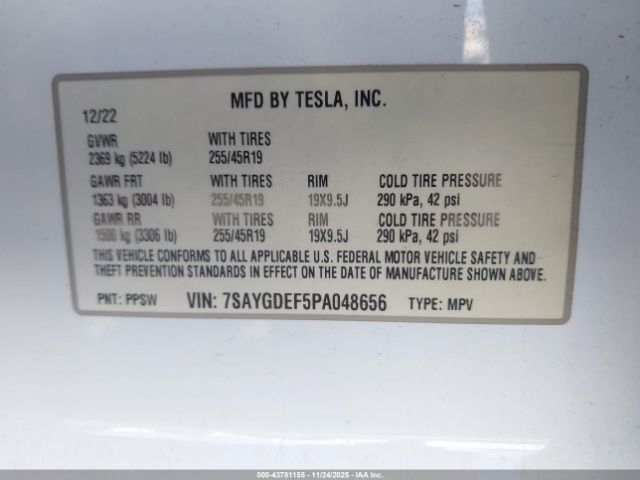 MFD BY TESLA, INC.
12/22
GVWR WITH TIRES
2369 kg (5224 lb) 255/45R19
GAWR FRT WITH TIRES RIM COLD TIRE PRESSURE
1363 kg (3004 lb) 255/45R19 19X9.5J 290 kPa, 42 psi
GAWR RR WITH TIRES RIM COLD TIRE PRESSURE
1500 kg (3306 lb) 255/45R19 19X9.5J 290 kPa, 42 psi
THIS VEHICLE CONFORMS TO ALL APPLICABLE U.S. FEDERAL MOTOR VEHICLE SAFETY AND
THEFT PREVENTION STANDARDS IN EFFECT ON THE DATE OF MANUFACTURE SHOWN ABOVE.
PNT: PPSW VIN: 7SAYGDEF5PA048656 TYPE: MPV
000-43781155 - 11/24/2025 - IAAI.COM